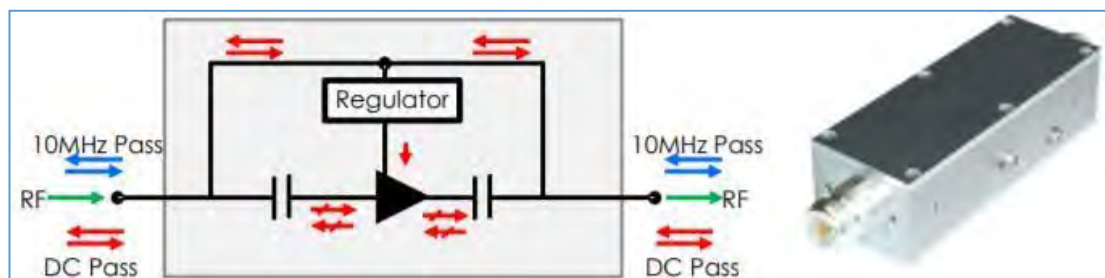 Regulator
10MHz Pass
10MHz Pass
RF
RF
DC Pass
DC Pass